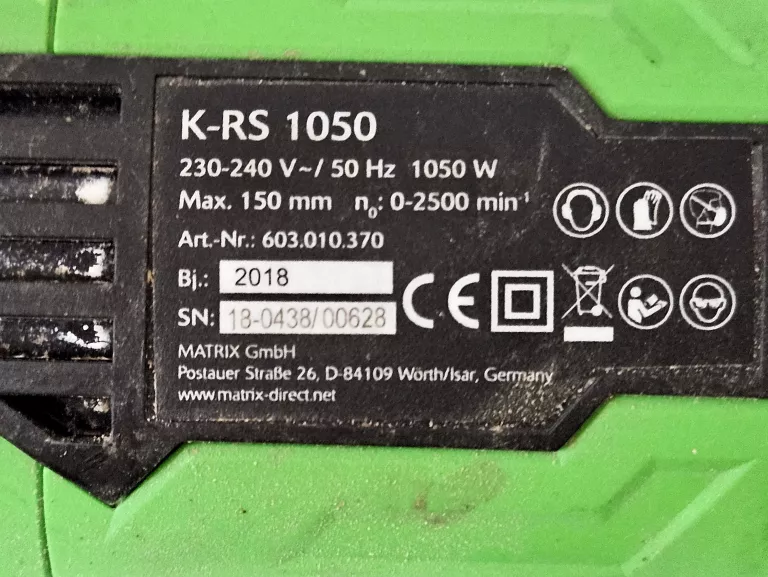 K-RS 1050
230-240 V~/ 50 Hz 1050 W
Max. 150 mm n₀: 0-2500 min⁻¹
Art.-Nr.: 603.010.370
Bj.: 2018
SN: 18-0438/00628
CE
MATRIX GmbH
Postauer Straße 26, D-84109 Wörth/Isar, Germany
www.matrix-direct.net